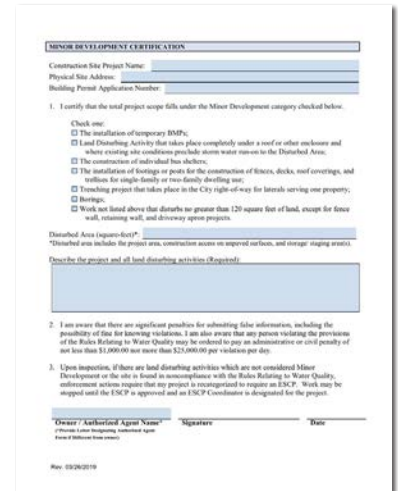 MINOR DEVELOPMENT CERTIFICATION
Construction Site Project Name:
Physical Site Address:
Building Permit Application Number:
1. I certify that the total project scope falls under the Minor Development category checked below.
Check one:
The installation of temporary BMPs;
Land Disturbing Activity that takes place completely under a roof or other enclosure and
where existing site conditions preclude storm water run-on to the Disturbed Area;
The construction of individual bus shelters;
The installation of footings or posts for the construction of fences, decks, roof coverings, and
trellises for single-family or two-family dwelling use;
Trenching project that takes place in the City right-of-way for laterals serving one property;
Borings;
Work not listed above that disturbs no greater than 120 square feet of land, except for fence
wall, retaining wall, and driveway apron projects.
Disturbed Area (square-feet)*:
*Disturbed area includes the project area, construction access on unpaved surfaces, and storage/ staging area(s).
Describe the project and all land disturbing activities (Required):
2. I am aware that there are significant penalties for submitting false information, including the
possibility of fine for knowing violations. I am also aware that any person violating the provisions
of the Rules Relating to Water Quality may be ordered to pay an administrative or civil penalty of
not less than $1,000.00 nor more than $25,000.00 per violation per day.
3. Upon inspection, if there are land disturbing activities which are not considered Minor
Development or the site is found in noncompliance with the Rules Relating to Water Quality,
enforcement actions require that my project is recategorized to require an ESCP. Work may be
stopped until the ESCP is approved and an ESCP Coordinator is designated for the project.
Owner / Authorized Agent Name* Signature Date
(*Provide Letter Designating Authorized Agent
Form if Different from owner)
Rev. 03/26/2019